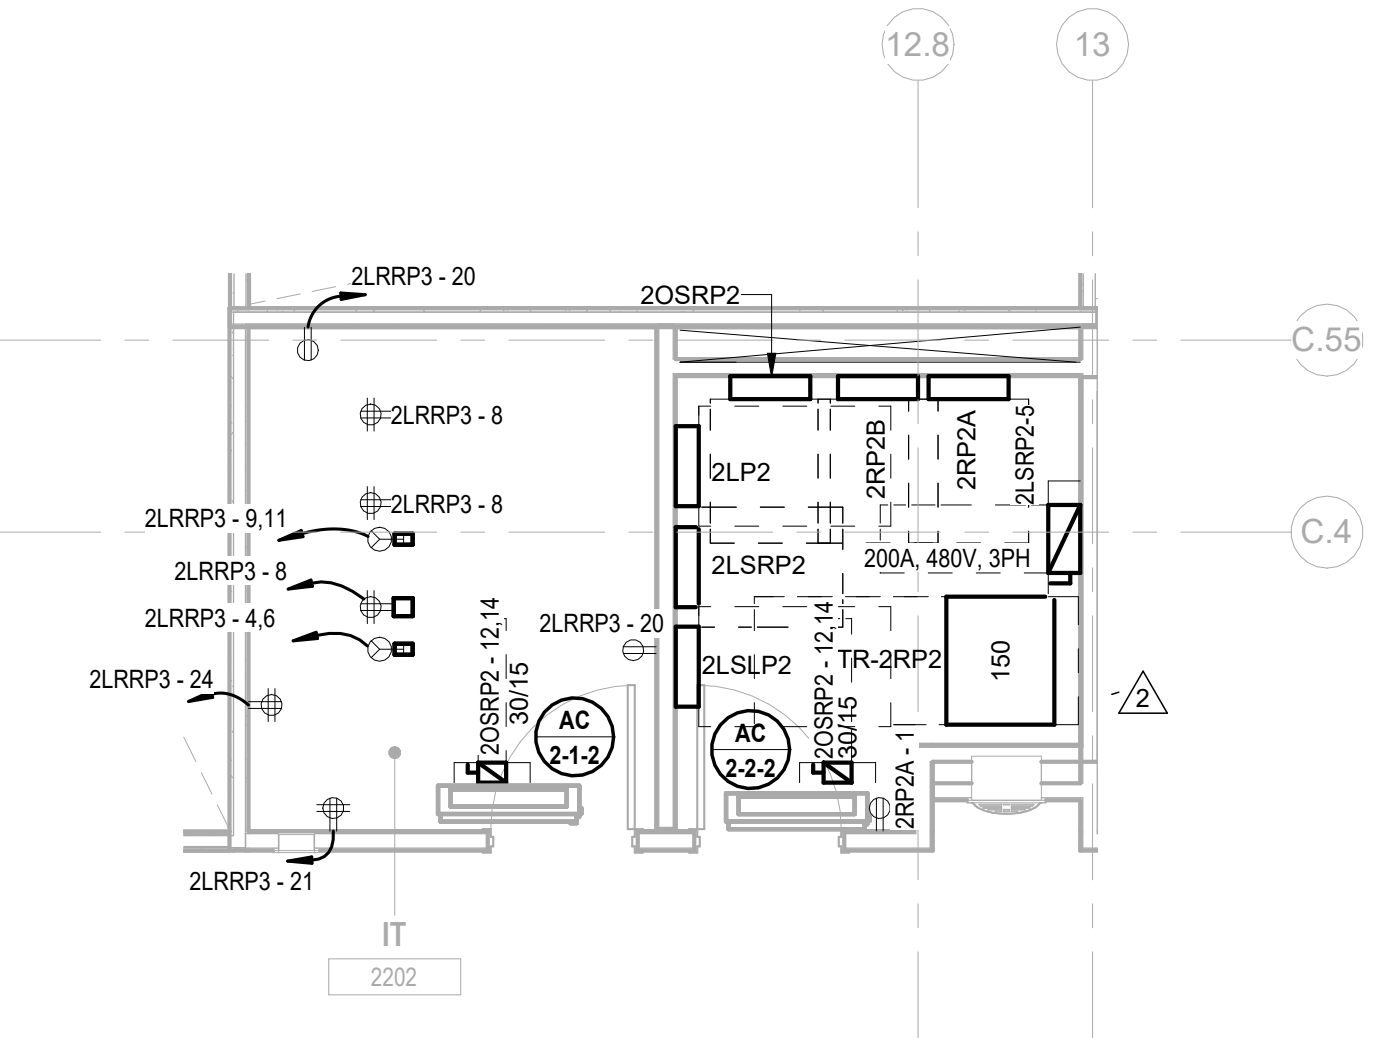 12.8
13
2LRRP3 - 20
2OSRP2
C.55
2LRRP3 - 8
2RP2B
2RP2A
2LSRP2-5
2LP2
2LRRP3 - 8
2LRRP3 - 9,11
C.4
200A, 480V, 3PH
2LSRP2
2LRRP3 - 8
2LRRP3 - 4,6
2LRRP3 - 20
2OSRP2 - 12,14
30/15
2OSRP2 - 12,14
30/15
2LSLP2
TR-2RP2
150
2LRRP3 - 24
2
AC
2-1-2
AC
2-2-2
2RP2A - 1
2LRRP3 - 21
IT
2202